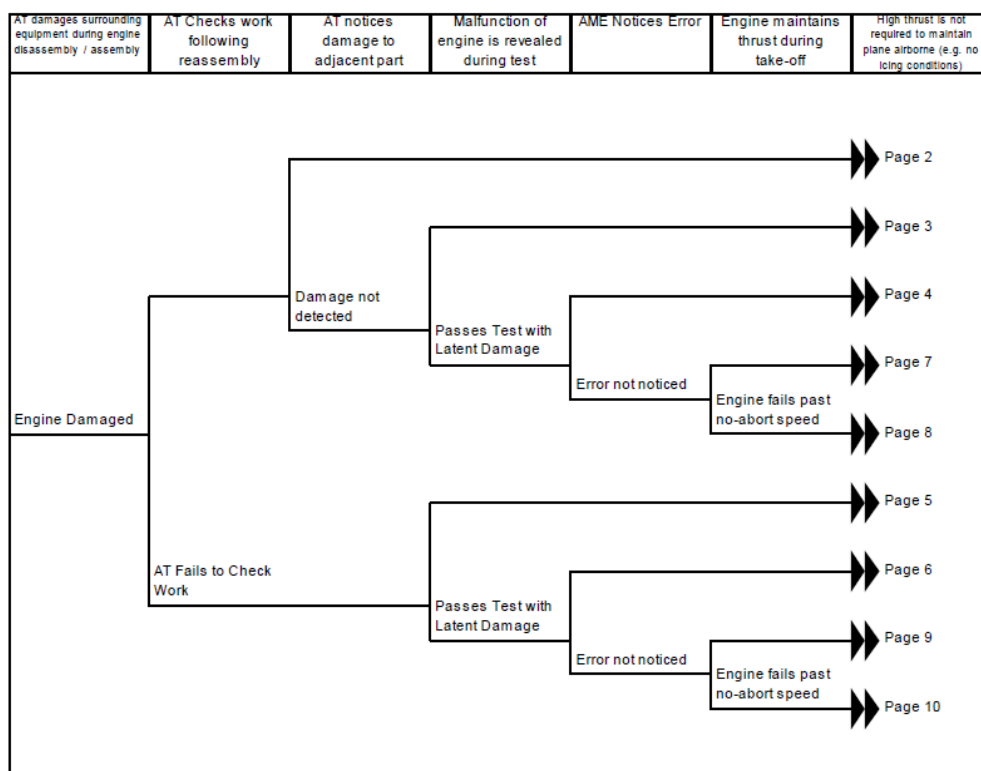 AT damages surrounding
equipment during engine
disassembly / assembly
AT Checks work
following
reassembly
AT notices
damage to
adjacent part
Malfunction of
engine is revealed
during test
AME Notices Error
Engine maintains
thrust during
take-off
High thrust is not
required to maintain
plane airborne (e.g. no
icing conditions)
Page 2
Page 3
Damage not
detected
Page 4
Passes Test with
Latent Damage
Page 7
Error not noticed
Engine fails past
no-abort speed
Engine Damaged
Page 8
Page 5
AT Fails to Check
Work
Page 6
Passes Test with
Latent Damage
Page 9
Error not noticed
Engine fails past
no-abort speed
Page 10